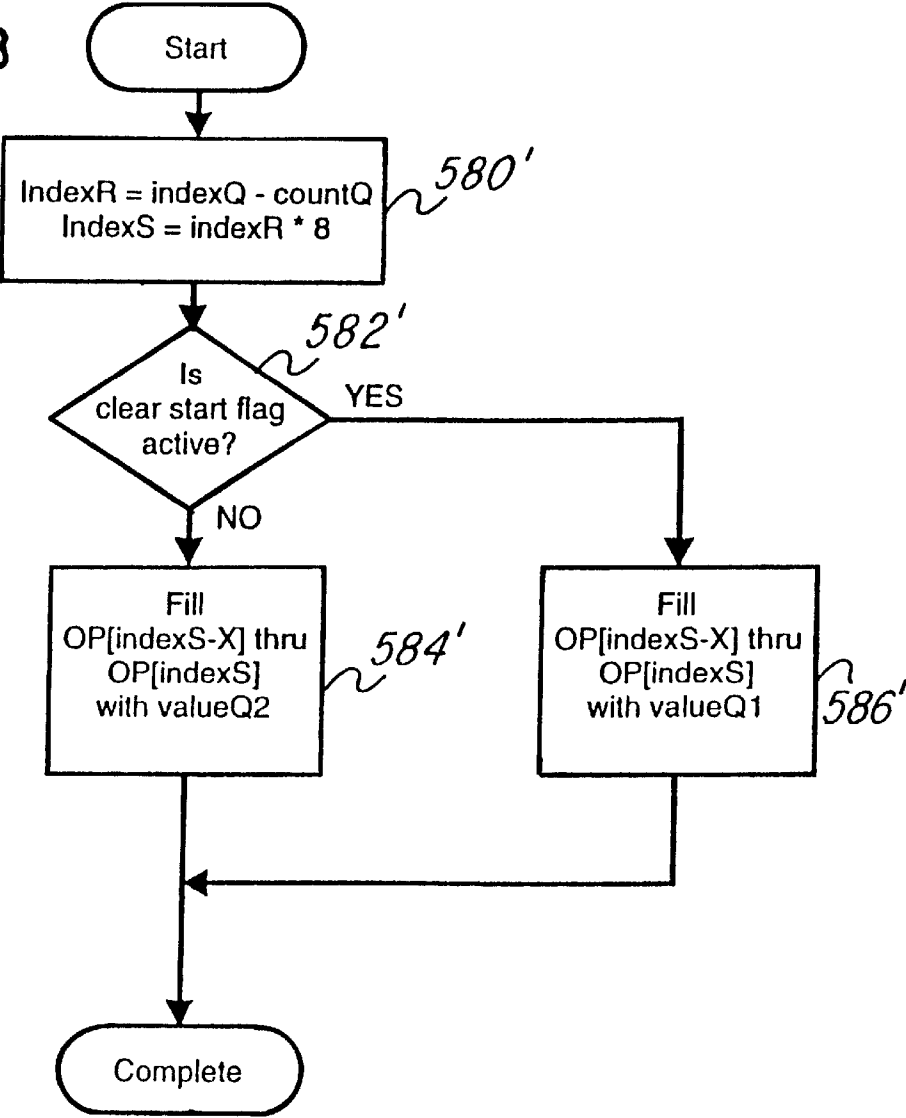 Start
IndexR = indexQ - countQ
IndexS = indexR * 8
580'
582'
Is
clear start flag
active?
YES
NO
Fill
OP[indexS-X] thru
OP[indexS]
with valueQ2
584'
Fill
OP[indexS-X] thru
OP[indexS]
with valueQ1
586'
Complete